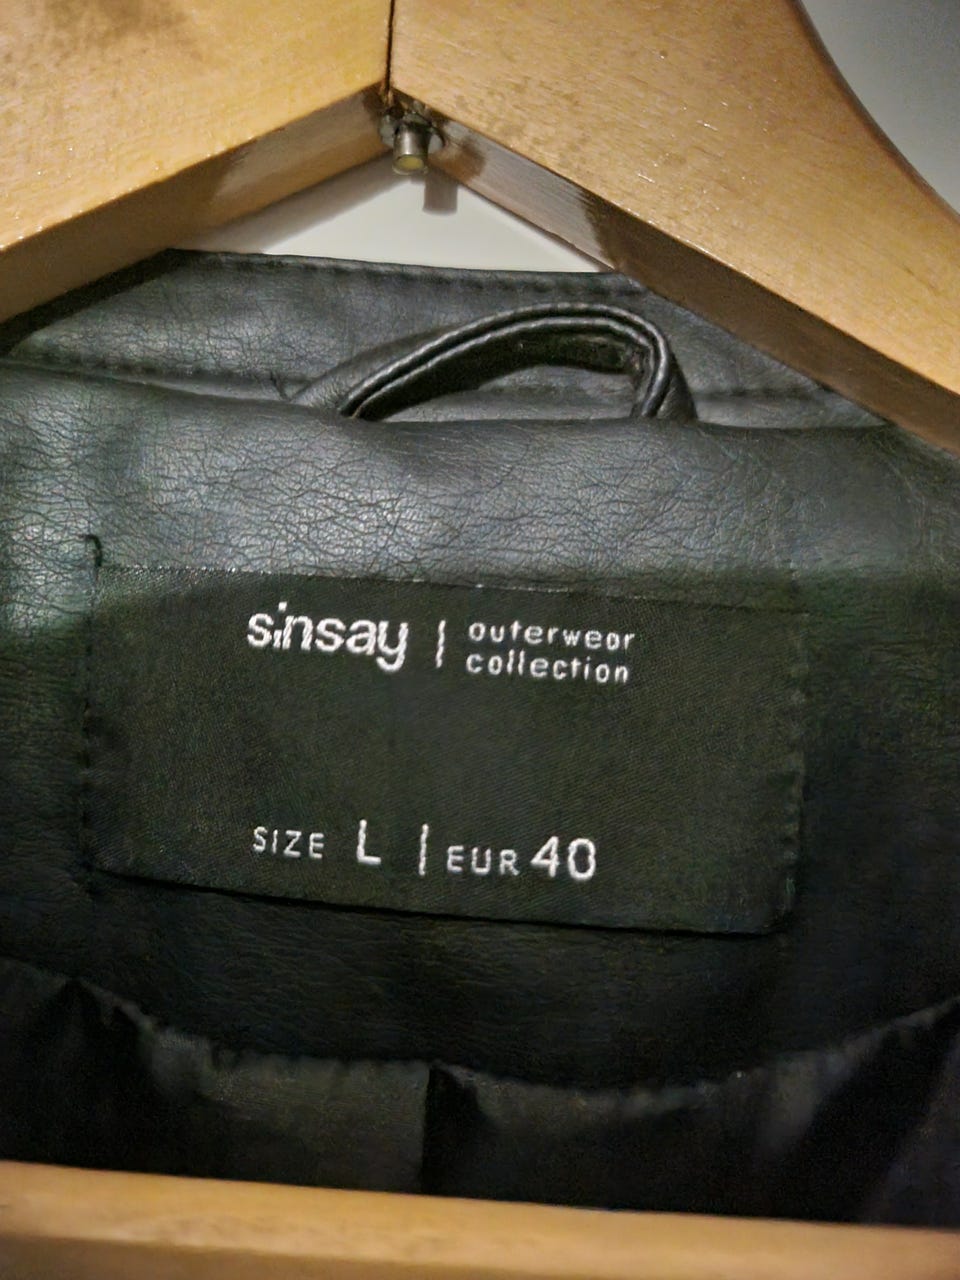 sinsay | outerwear
collection
SIZE L | EUR 40